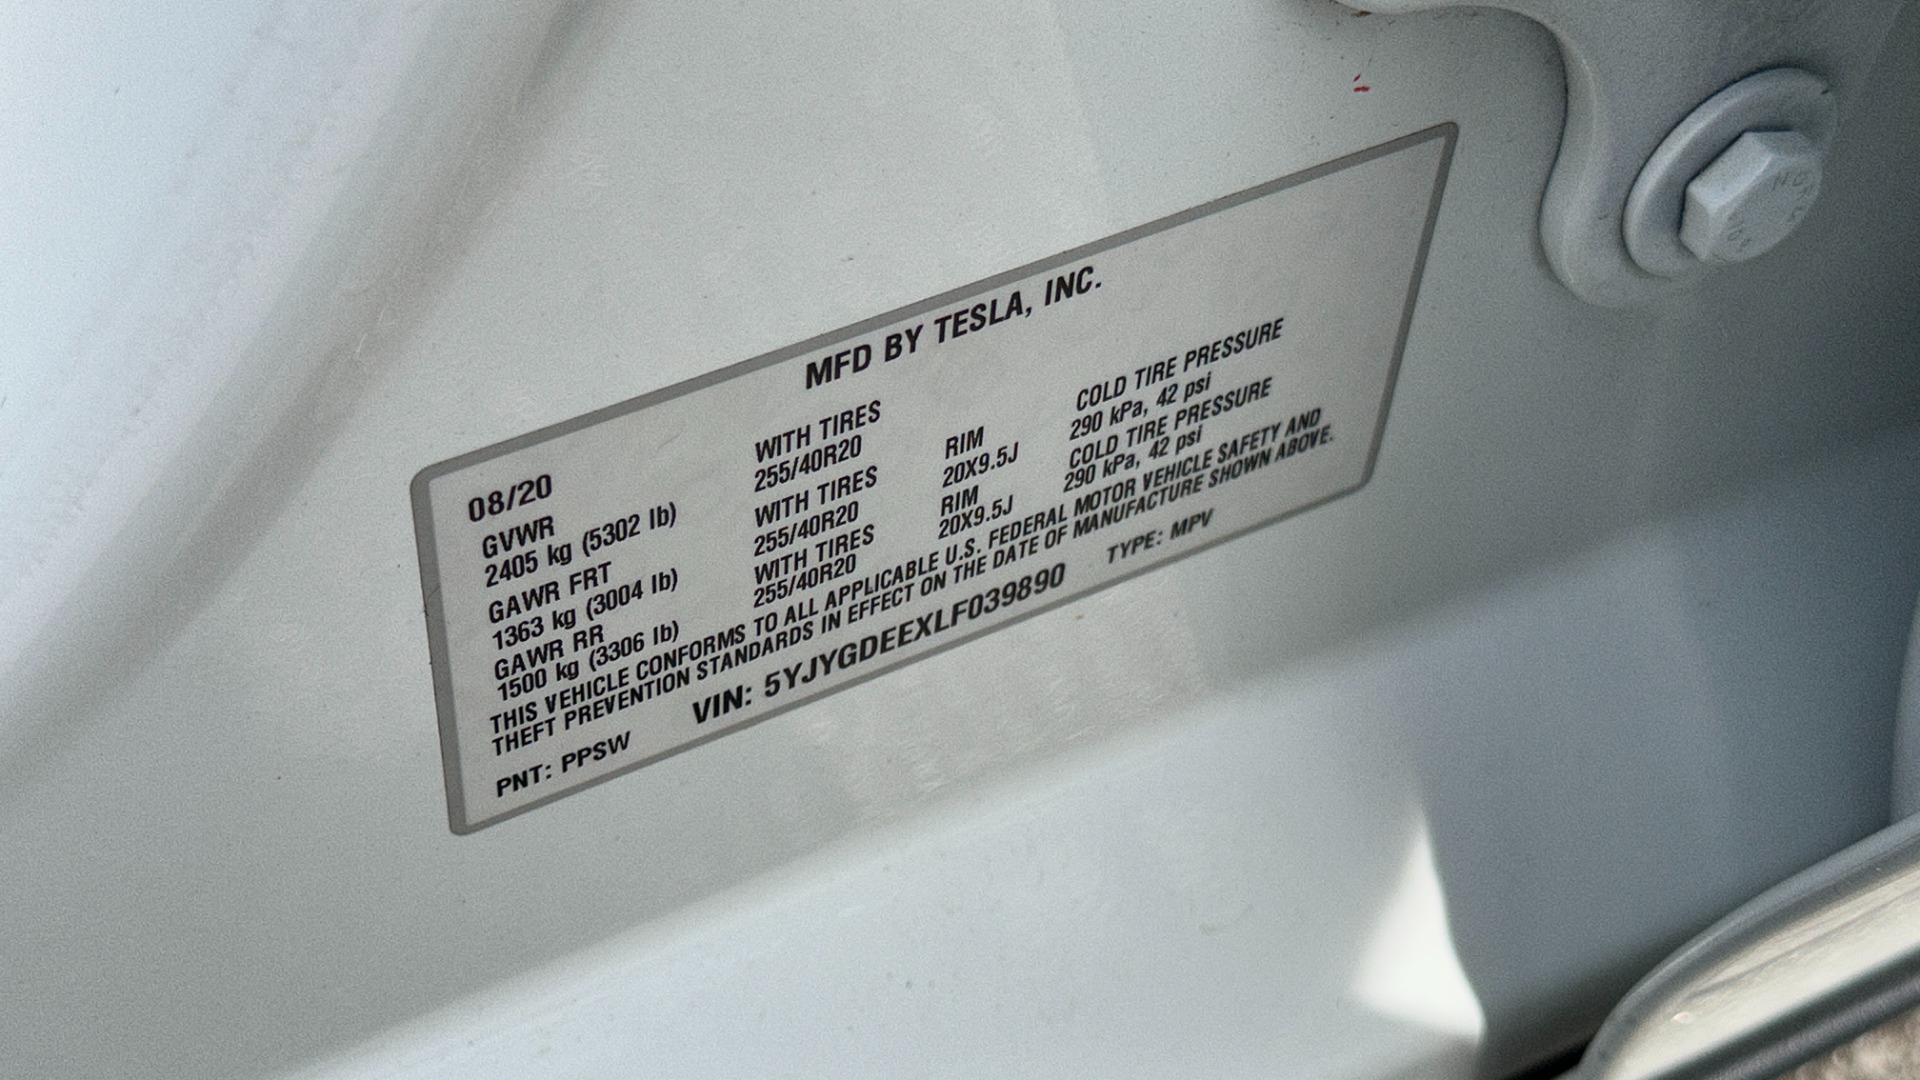 MFD BY TESLA, INC.
08/20
GVWR WITH TIRES RIM COLD TIRE PRESSURE
2405 kg (5302 lb) 255/40R20 20X9.5J 290 kPa, 42 psi
GAWR FRT WITH TIRES RIM COLD TIRE PRESSURE
1363 kg (3004 lb) 255/40R20 20X9.5J 290 kPa, 42 psi
GAWR RR WITH TIRES
1500 kg (3306 lb) 255/40R20
THIS VEHICLE CONFORMS TO ALL APPLICABLE U.S. FEDERAL MOTOR VEHICLE SAFETY AND
THEFT PREVENTION STANDARDS IN EFFECT ON THE DATE OF MANUFACTURE SHOWN ABOVE.
PNT: PPSW VIN: 5YJYGDEEXLF039890 TYPE: MPV